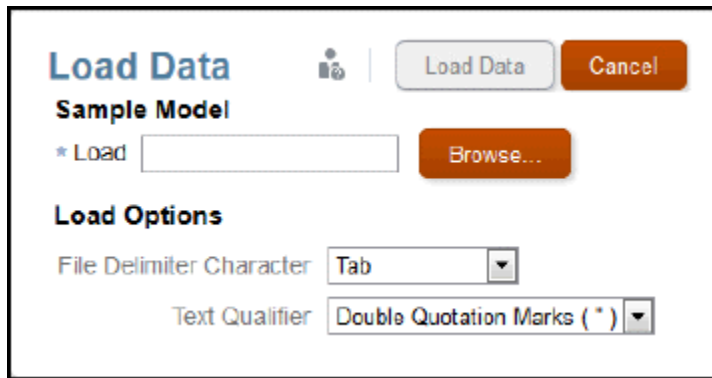 Load Data
Load Data
Cancel
Sample Model
* Load
Browse...
Load Options
File Delimiter Character
Tab
Text Qualifier
Double Quotation Marks ( " )